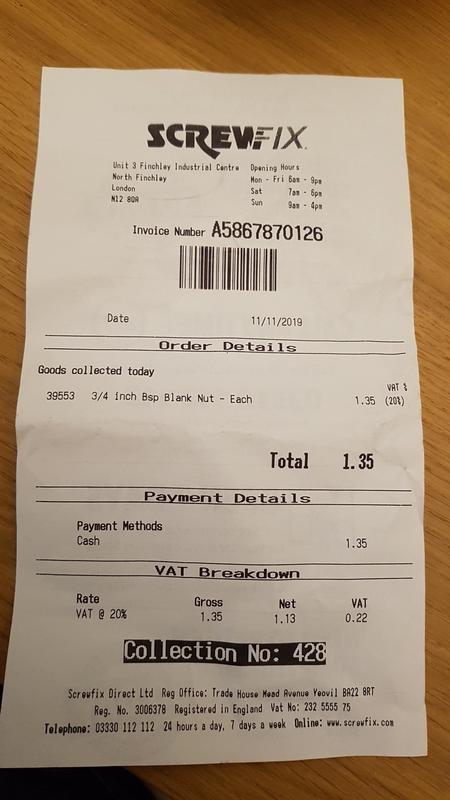 SCREWFIX.
Unit 3 Finchley Industrial Centre Opening Hours
North Finchley Mon - Fri 6am - 9pm
London Sat 7am - 6pm
N12 8QA Sun 9am - 4pm
Invoice Number A5867870126
Date 11/11/2019
Order Details
Goods collected today
VAT %
39553 3/4 inch Bsp Blank Nut - Each 1.35 (20%)
Total 1.35
Payment Details
Payment Methods
Cash 1.35
VAT Breakdown
Rate Gross Net VAT
VAT @ 20% 1.35 1.13 0.22
Collection No: 428
Screwfix Direct Ltd Reg Office: Trade House Mead Avenue Yeovil BA22 8RT
Reg. No. 3006378 Registered in England Vat No: 232 5555 75
Telephone: 03330 112 112 24 hours a day, 7 days a week Online: www.screwfix.com